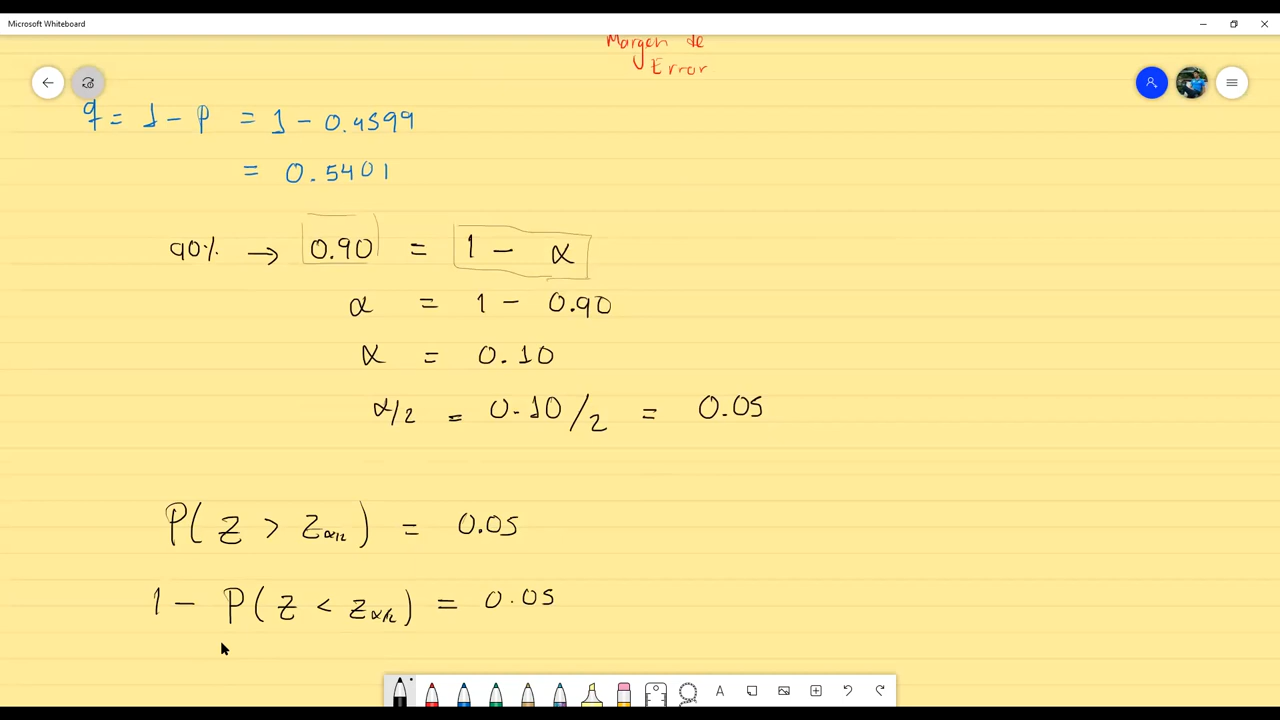 Microsoft Whiteboard
Margen de
Error
q = 1 - P = 1 - 0.4599
= 0.5401
90% → 0.90 = 1 - α
α = 1 - 0.90
α = 0.10
α/2 = 0.10/2 = 0.05
P( Z > Zα/2 ) = 0.05
1 - P( Z < Zα/2 ) = 0.05
A